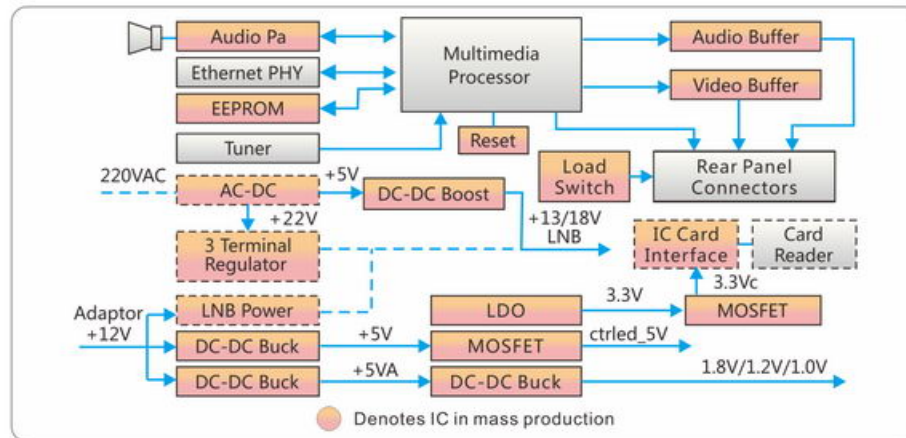 Audio Pa
Ethernet PHY
EEPROM
Tuner
Multimedia
Processor
Reset
Audio Buffer
Video Buffer
Load
Switch
Rear Panel
Connectors
220VAC
AC-DC
+5V
DC-DC Boost
+22V
+13/18V
LNB
3 Terminal
Regulator
IC Card
Interface
Card
Reader
3.3Vc
Adaptor
+12V
LNB Power
LDO
3.3V
MOSFET
DC-DC Buck
+5V
MOSFET
ctrled_5V
DC-DC Buck
+5VA
DC-DC Buck
1.8V/1.2V/1.0V
Denotes IC in mass production